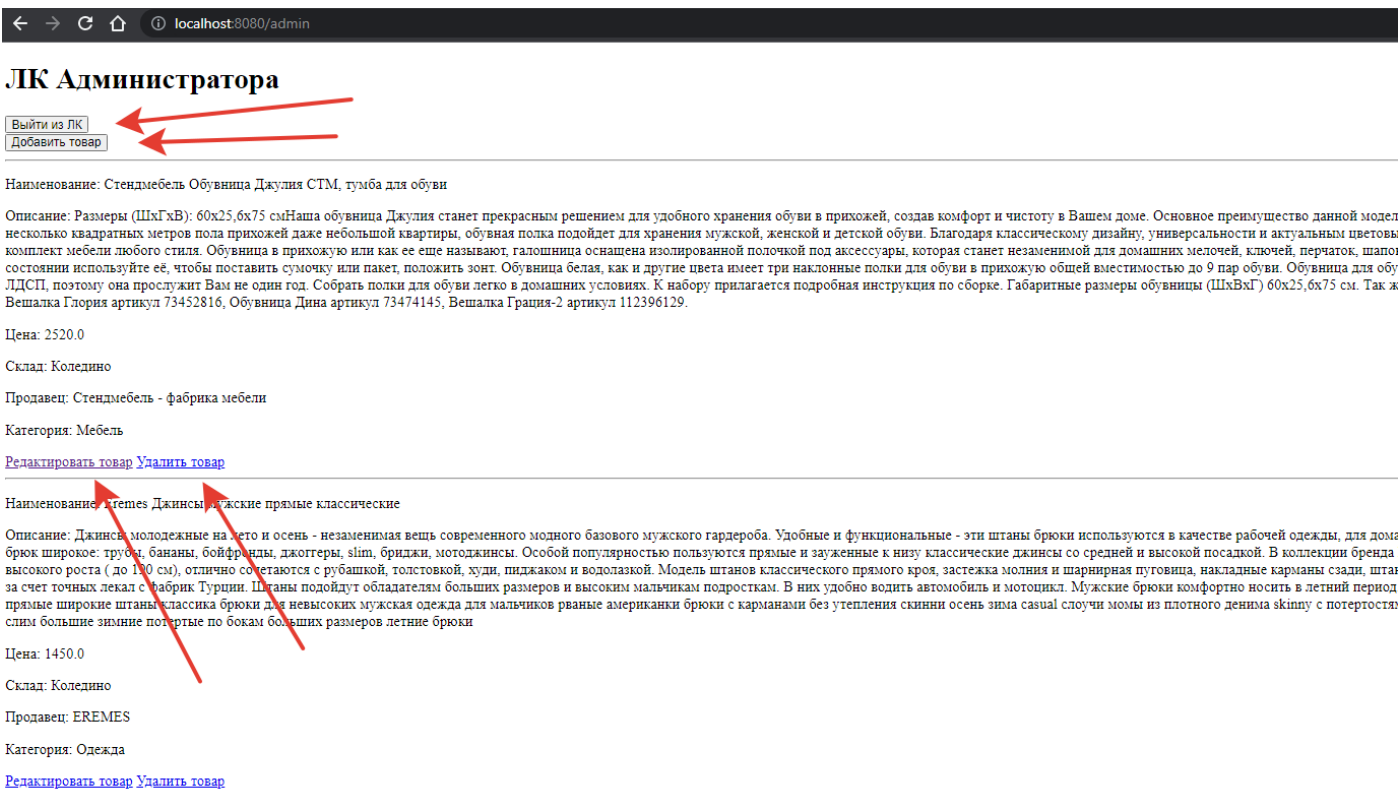 localhost:8080/admin
ЛК Администратора
Выйти из ЛК
Добавить товар
Наименование: Стендмебель Обувница Джулия СТМ, тумба для обуви
Описание: Размеры (ШхГхВ): 60х25,6х75 смНаша обувница Джулия станет прекрасным решением для удобного хранения обуви в прихожей, создав комфорт и чистоту в Вашем доме. Основное преимущество данной модел
несколько квадратных метров пола прихожей даже небольшой квартиры, обувная полка подойдет для хранения мужской, женской и детской обуви. Благодаря классическому дизайну, универсальности и актуальным цветовы
комплект мебели любого стиля. Обувница в прихожую или как ее еще называют, галошница оснащена изолированной полочкой под аксессуары, которая станет незаменимой для домашних мелочей, ключей, перчаток, шапок
состоянии используйте её, чтобы поставить сумочку или пакет, положить зонт. Обувница белая, как и другие цвета имеет три наклонные полки для обуви в прихожую общей вместимостью до 9 пар обуви. Обувница для обу
ЛДСП, поэтому она прослужит Вам не один год. Собрать полки для обуви легко в домашних условиях. К набору прилагается подробная инструкция по сборке. Габаритные размеры обувницы (ШхВхГ) 60х25,6х75 см. Так ж
Вешалка Глория артикул 73452816, Обувница Дина артикул 73474145, Вешалка Грация-2 артикул 112396129.
Цена: 2520.0
Склад: Коледино
Продавец: Стендмебель - фабрика мебели
Категория: Мебель
Редактировать товар Удалить товар
Наименование: Eremes Джинсы мужские прямые классические
Описание: Джинсы молодежные на лето и осень - незаменимая вещь современного модного базового мужского гардероба. Удобные и функциональные - эти штаны брюки используются в качестве рабочей одежды, для дома
брюк широкое: трубы, бананы, бойфренды, джоггеры, slim, бриджи, мотоджинсы. Особой популярностью пользуются прямые и зауженные к низу классические джинсы со средней и высокой посадкой. В коллекции бренда
высокого роста ( до 190 см), отлично сочетаются с рубашкой, толстовкой, худи, пиджаком и водолазкой. Модель штанов классического прямого кроя, застежка молния и шарнирная пуговица, накладные карманы сзади, штан
за счет точных лекал с фабрик Турции. Штаны подойдут обладателям больших размеров и высоким мальчикам подросткам. В них удобно водить автомобиль и мотоцикл. Мужские брюки комфортно носить в летний период
прямые широкие штаны классика брюки для невысоких мужская одежда для мальчиков рваные американки брюки с карманами без утепления скинни осень зима casual слоучи момы из плотного денима skinny с потертостях
слим большие зимние потертые по бокам больших размеров летние брюки
Цена: 1450.0
Склад: Коледино
Продавец: EREMES
Категория: Одежда
Редактировать товар Удалить товар